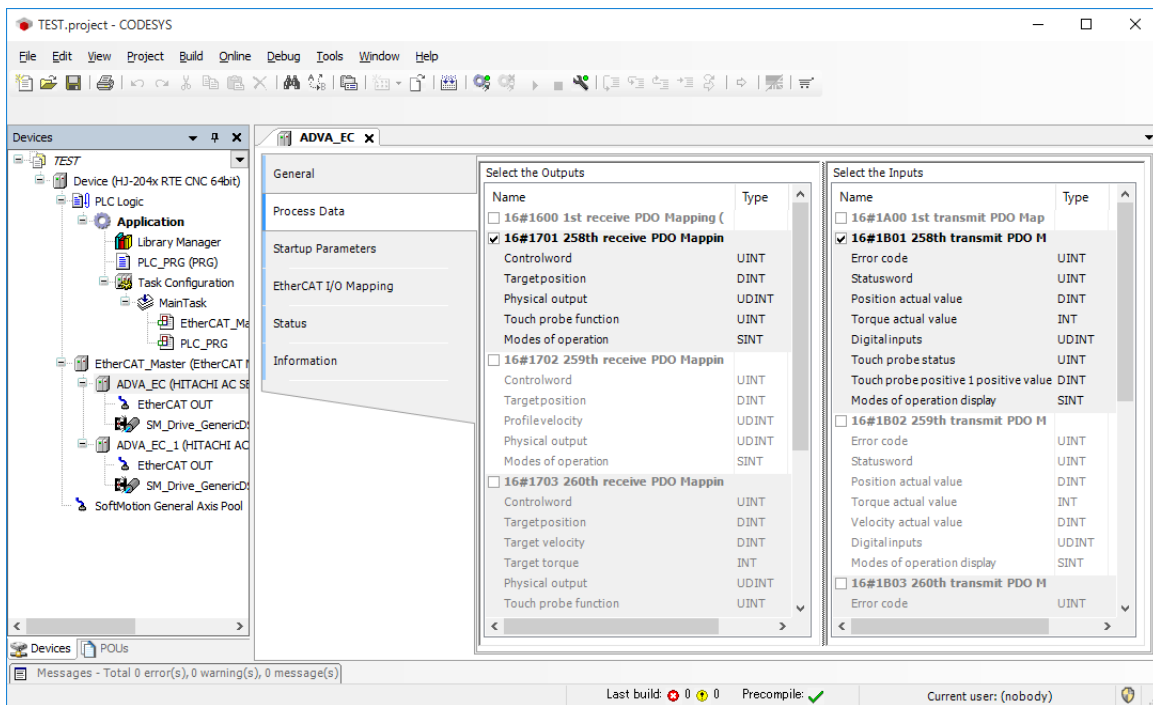 TEST.project - CODESYS
File Edit View Project Build Online Debug Tools Window Help
Devices
TEST
Device (HJ-204x RTE CNC 64bit)
PLC Logic
Application
Library Manager
PLC_PRG (PRG)
Task Configuration
MainTask
EtherCAT_Ma
PLC_PRG
EtherCAT_Master (EtherCAT M
ADVA_EC (HITACHI AC SE
EtherCAT OUT
SM_Drive_GenericDS
ADVA_EC_1 (HITACHI AC
EtherCAT OUT
SM_Drive_GenericDS
SoftMotion General Axis Pool
Devices POUs
ADVA_EC
General
Process Data
Startup Parameters
EtherCAT I/O Mapping
Status
Information
Select the Outputs
Name Type
16#1600 1st receive PDO Mapping (
16#1701 258th receive PDO Mappin
Controlword UINT
Targetposition DINT
Physical output UDINT
Touch probe function UINT
Modes of operation SINT
16#1702 259th receive PDO Mappin
Controlword UINT
Targetposition DINT
Profilevelocity UDINT
Physical output UDINT
Modes of operation SINT
16#1703 260th receive PDO Mappin
Controlword UINT
Targetposition DINT
Target velocity DINT
Target torque INT
Physical output UDINT
Touch probe function UINT
Select the Inputs
Name Type
16#1A00 1st transmit PDO Map
16#1B01 258th transmit PDO M
Error code UINT
Statusword UINT
Position actual value DINT
Torque actual value INT
Digitalinputs UDINT
Touch probe status UINT
Touch probe positive 1 positive value DINT
Modes of operation display SINT
16#1B02 259th transmit PDO M
Error code UINT
Statusword UINT
Position actual value DINT
Torque actual value INT
Velocity actual value DINT
Digitalinputs UDINT
Modes of operation display SINT
16#1B03 260th transmit PDO M
Error code UINT
Messages - Total 0 error(s), 0 warning(s), 0 message(s)
Last build: 0 0 Precompile: Current user: (nobody)